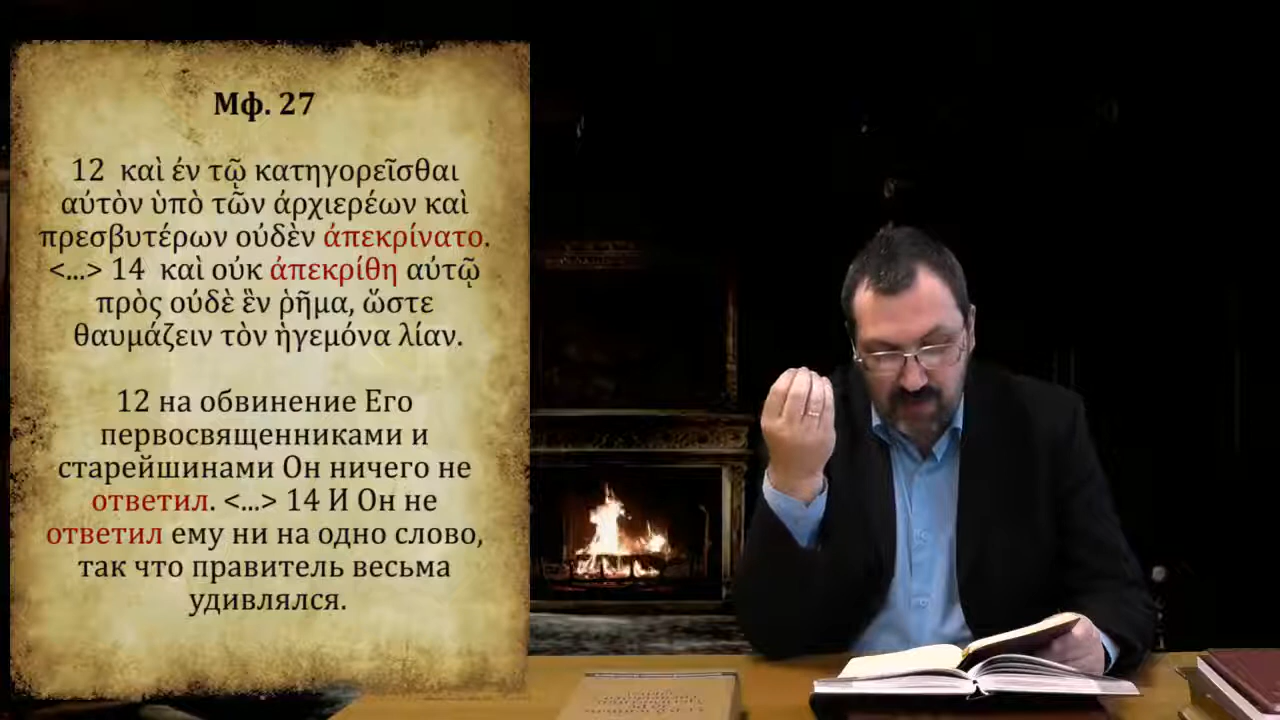 Мф. 27
12 καὶ ἐν τῷ κατηγορεῖσθαι
αὐτὸν ὑπὸ τῶν ἀρχιερέων καὶ
πρεσβυτέρων οὐδὲν ἀπεκρίνατο.
<...> 14 καὶ οὐκ ἀπεκρίθη αὐτῷ
πρὸς οὐδὲ ἓν ῥῆμα, ὥστε
θαυμάζειν τὸν ἡγεμόνα λίαν.
12 на обвинение Его
первосвященниками и
старейшинами Он ничего не
ответил. <...> 14 И Он не
ответил ему ни на одно слово,
так что правитель весьма
удивлялся.